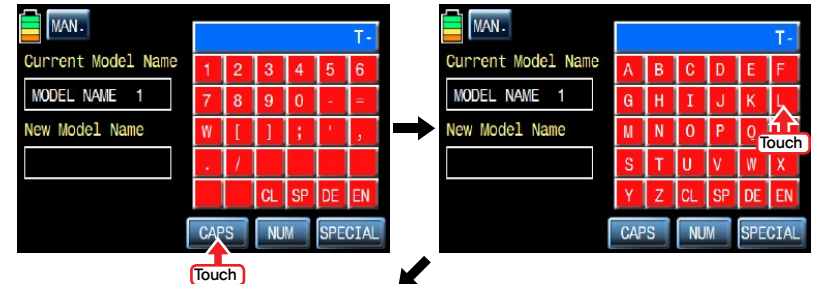 MAN.
T-
Current Model Name
MODEL NAME 1
New Model Name
1 2 3 4 5 6
7 8 9 0 - =
W [ ] ; ' ,
. /
CL SP DE EN
CAPS NUM SPECIAL
Touch
MAN.
T-
Current Model Name
MODEL NAME 1
New Model Name
A B C D E F
G H I J K L
M N O P Q
S T U V W X
Y Z CL SP DE EN
CAPS NUM SPECIAL
Touch